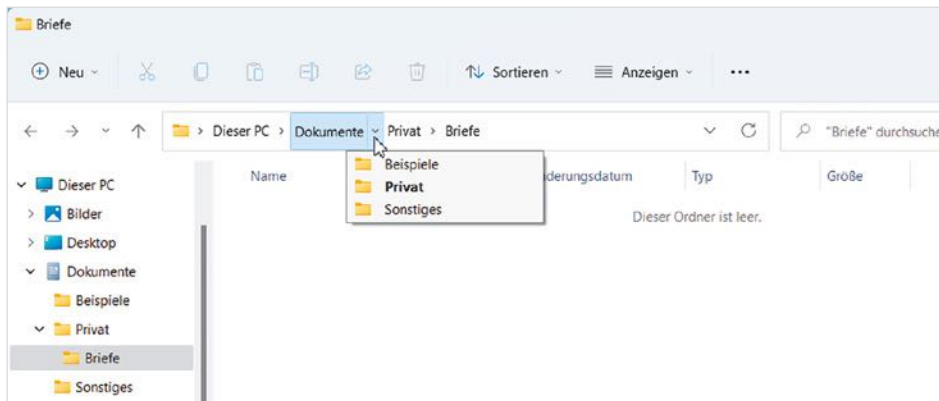 Briefe
Neu Sortieren Anzeigen
Dieser PC Dokumente Privat Briefe "Briefe" durchsuche
Name derungsdatum Typ Größe
Beispiele
Privat
Sonstiges
Dieser Ordner ist leer.
Dieser PC
Bilder
Desktop
Dokumente
Beispiele
Privat
Briefe
Sonstiges